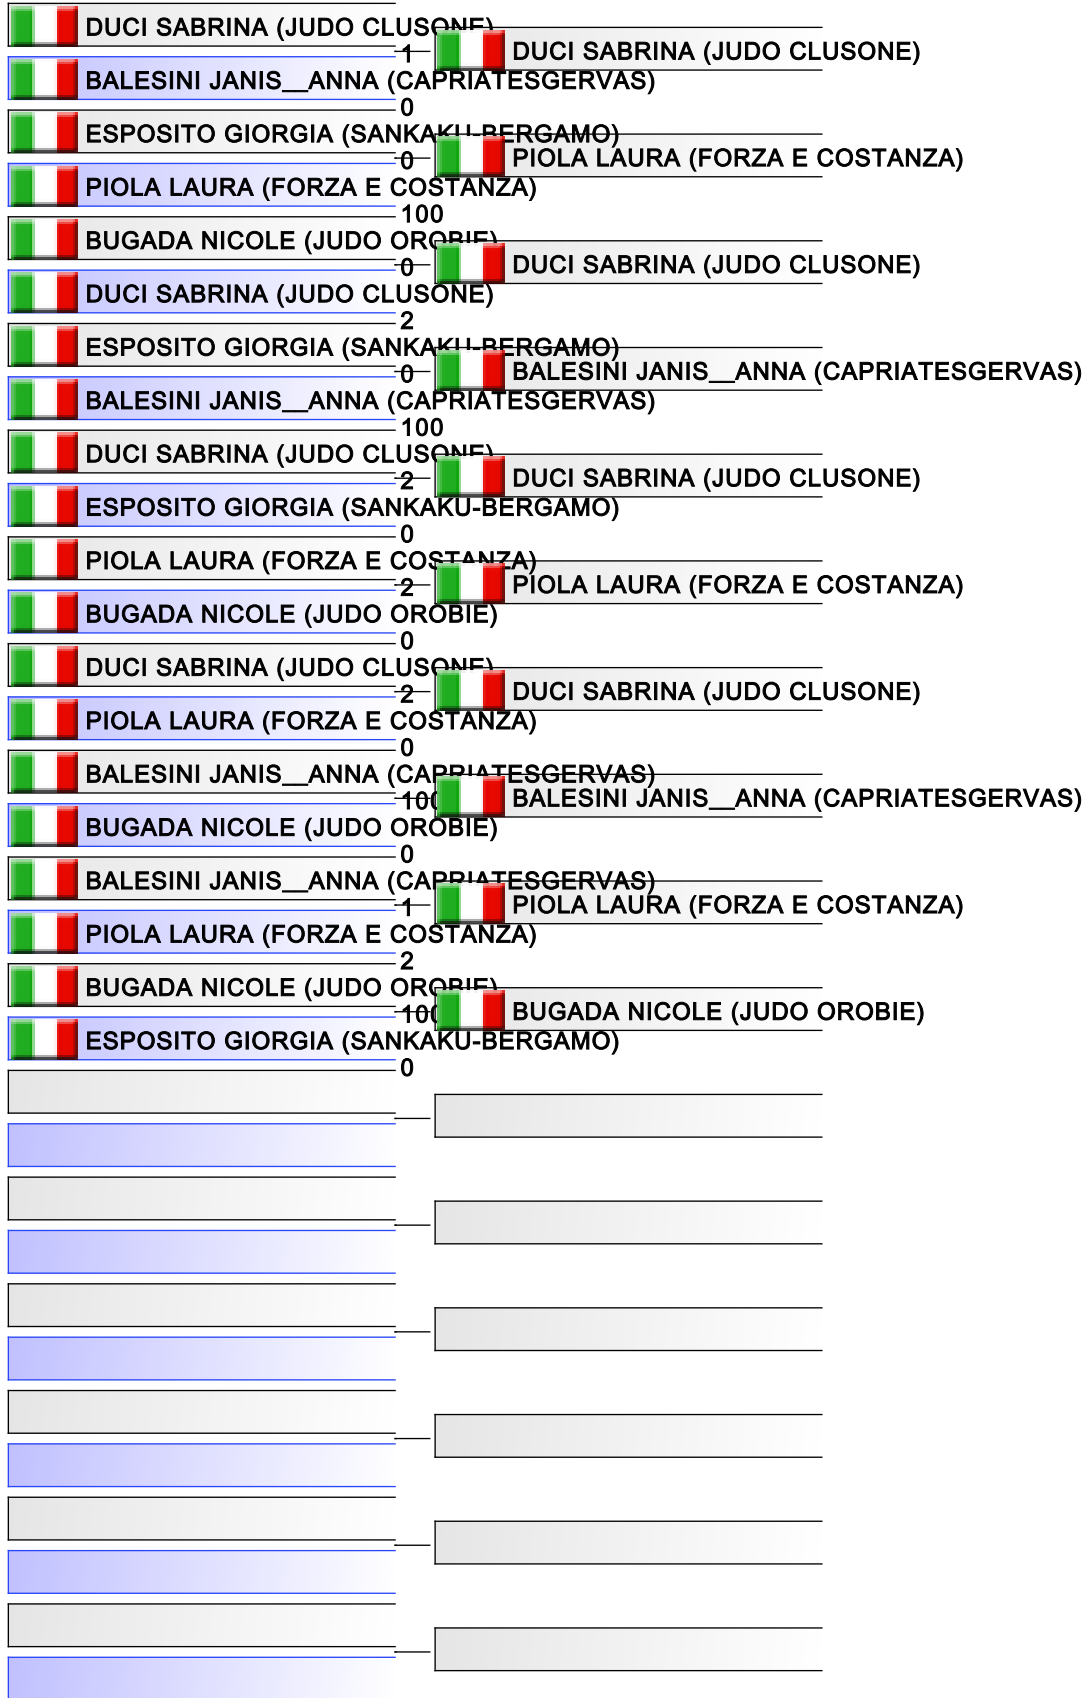 DUCI SABRINA (JUDO CLUSONE)
1
DUCI SABRINA (JUDO CLUSONE)
BALESINI JANIS__ANNA (CAPRIATESGERVAS)
0
ESPOSITO GIORGIA (SANKAKU-BERGAMO)
0
PIOLA LAURA (FORZA E COSTANZA)
PIOLA LAURA (FORZA E COSTANZA)
100
BUGADA NICOLE (JUDO OROBIE)
0
DUCI SABRINA (JUDO CLUSONE)
DUCI SABRINA (JUDO CLUSONE)
2
ESPOSITO GIORGIA (SANKAKU-BERGAMO)
0
BALESINI JANIS__ANNA (CAPRIATESGERVAS)
BALESINI JANIS__ANNA (CAPRIATESGERVAS)
100
DUCI SABRINA (JUDO CLUSONE)
2
DUCI SABRINA (JUDO CLUSONE)
ESPOSITO GIORGIA (SANKAKU-BERGAMO)
0
PIOLA LAURA (FORZA E COSTANZA)
2
PIOLA LAURA (FORZA E COSTANZA)
BUGADA NICOLE (JUDO OROBIE)
0
DUCI SABRINA (JUDO CLUSONE)
2
DUCI SABRINA (JUDO CLUSONE)
PIOLA LAURA (FORZA E COSTANZA)
0
BALESINI JANIS__ANNA (CAPRIATESGERVAS)
100
BALESINI JANIS__ANNA (CAPRIATESGERVAS)
BUGADA NICOLE (JUDO OROBIE)
0
BALESINI JANIS__ANNA (CAPRIATESGERVAS)
1
PIOLA LAURA (FORZA E COSTANZA)
PIOLA LAURA (FORZA E COSTANZA)
2
BUGADA NICOLE (JUDO OROBIE)
100
BUGADA NICOLE (JUDO OROBIE)
ESPOSITO GIORGIA (SANKAKU-BERGAMO)
0